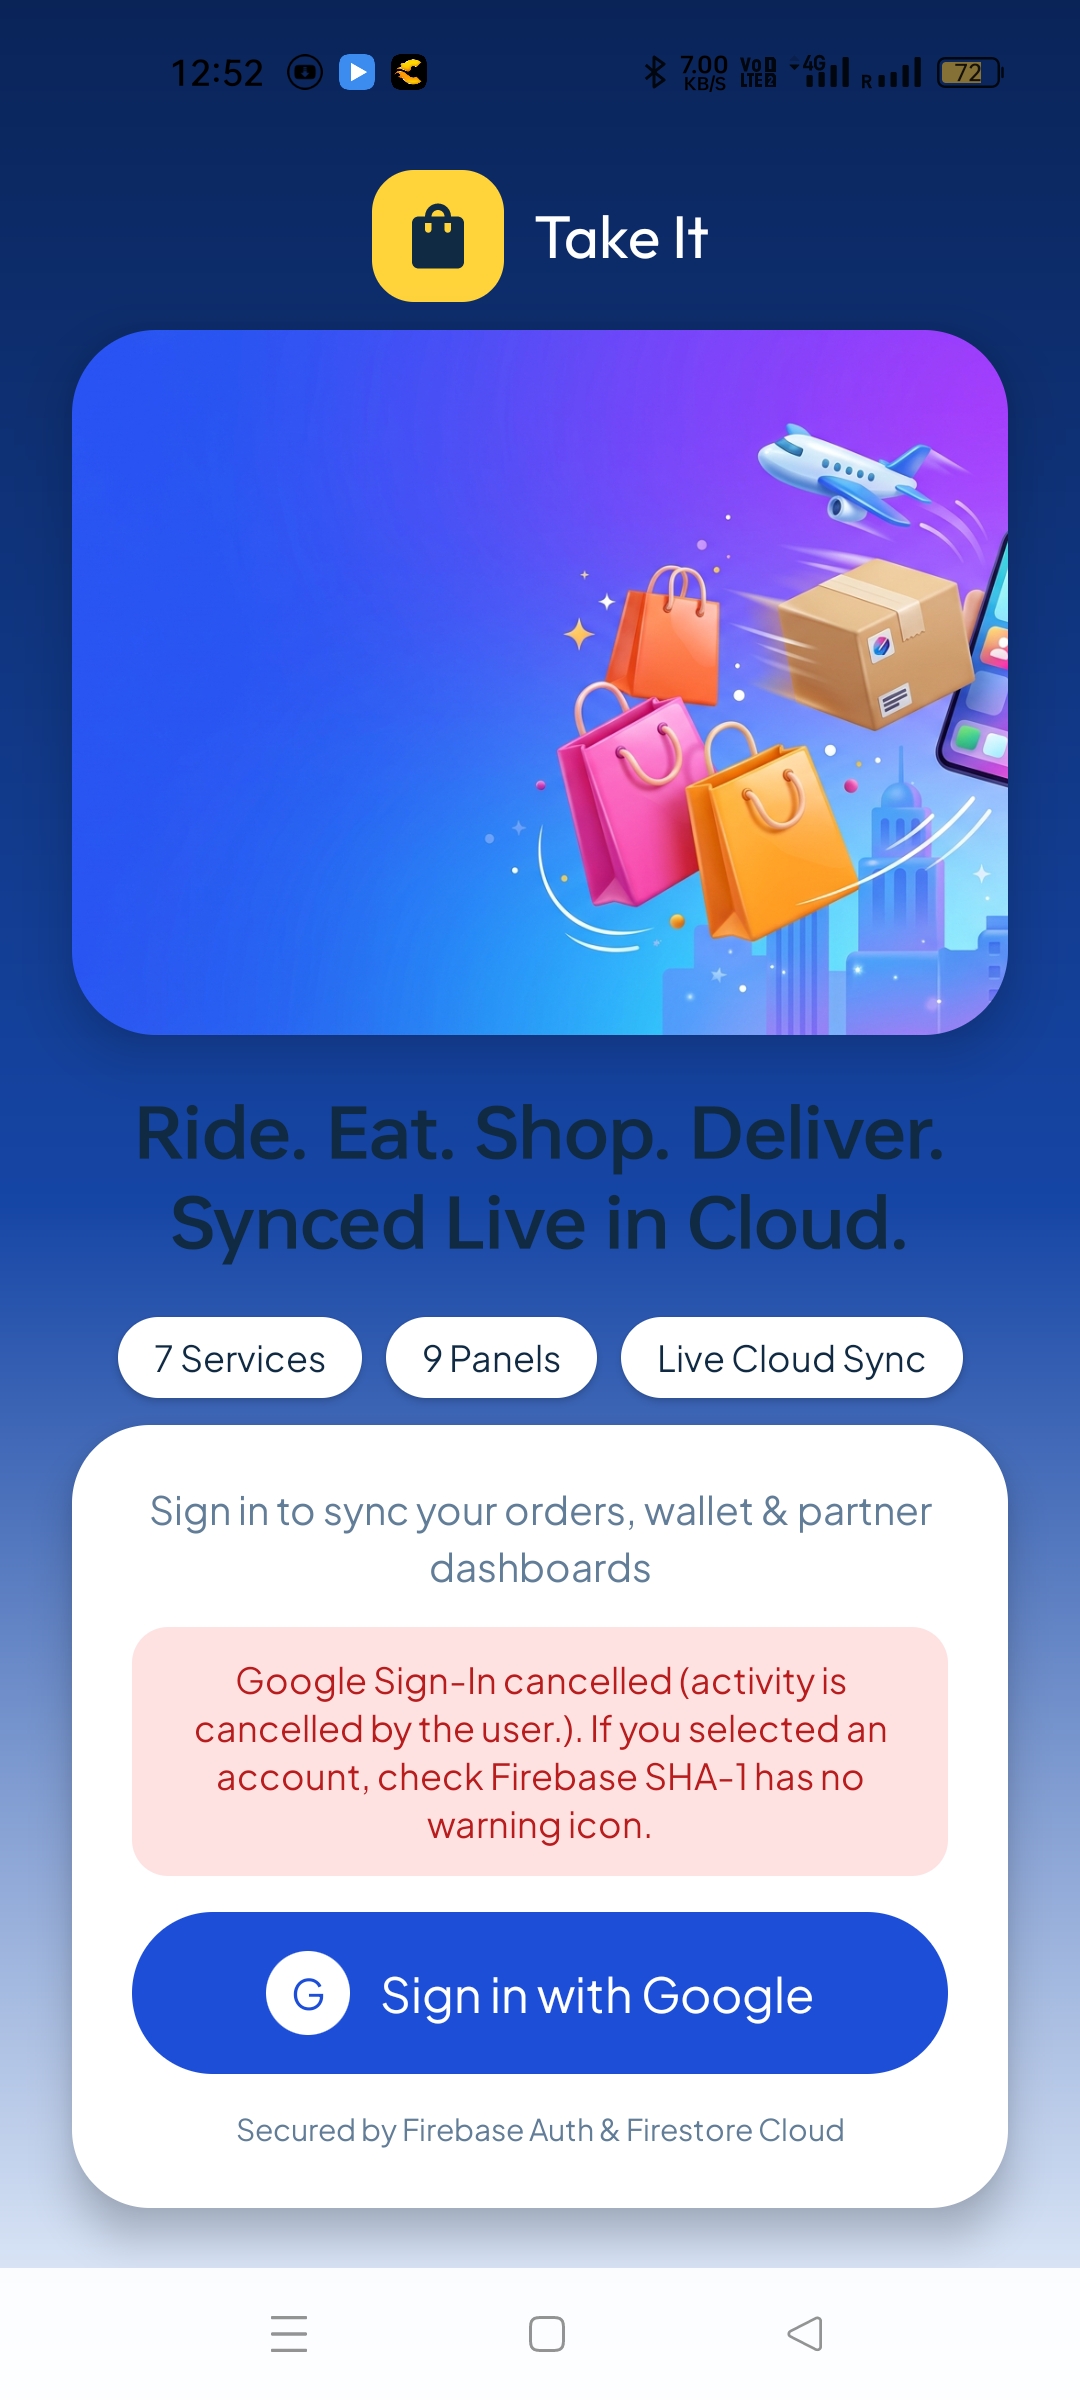 12:52
7.00
KB/S
VoD
LTE2
4G
R
72
Take It
Ride. Eat. Shop. Deliver.
Synced Live in Cloud.
7 Services
9 Panels
Live Cloud Sync
Sign in to sync your orders, wallet & partner
dashboards
Google Sign-In cancelled (activity is
cancelled by the user.). If you selected an
account, check Firebase SHA-1 has no
warning icon.
G
Sign in with Google
Secured by Firebase Auth & Firestore Cloud